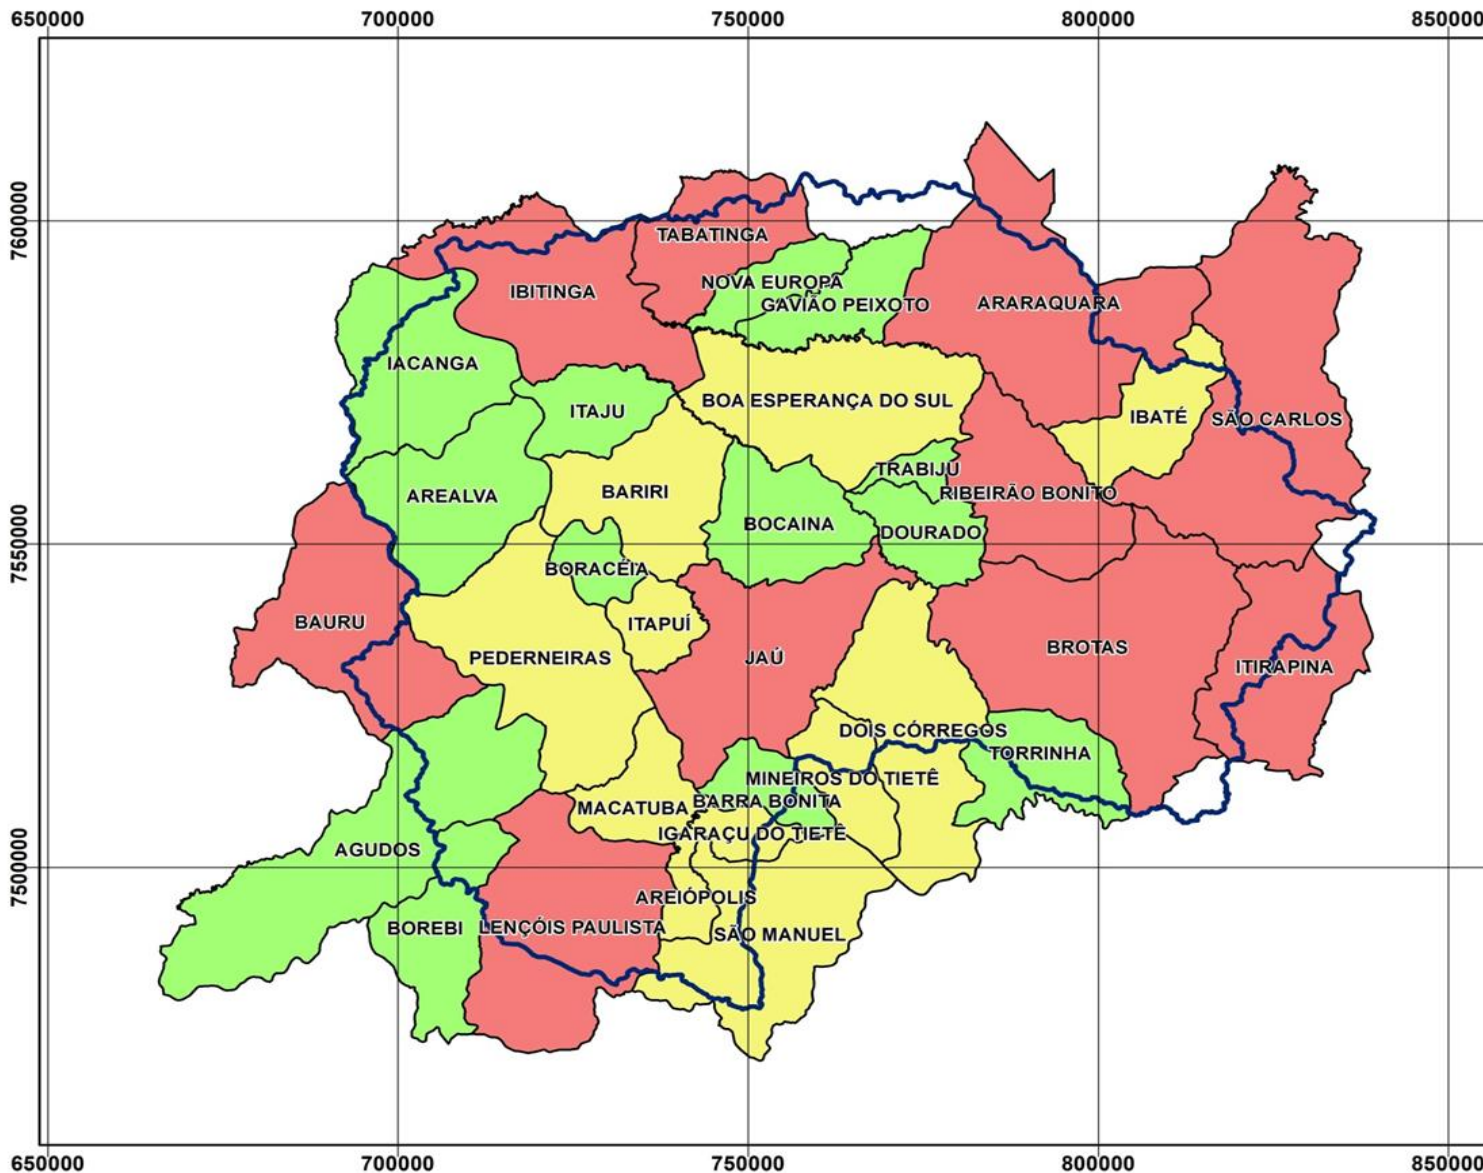 650000 700000 750000 800000 850000
7600000 7600000
TABATINGA
NOVA EUROPA
IBITINGA
GAVIÃO PEIXOTO
ARARAQUARA
IACANGA
BOA ESPERANÇA DO SUL
ITAJU
IBATÉ
SÃO CARLOS
TRABIJU
AREALVA
BARIRI
RIBEIRÃO BONITO
BOCAINA
DOURADO
7550000 7550000
BORACÉIA
BAURU
ITAPUÍ
BROTAS
PEDERNEIRAS
JAÚ
ITIRAPINA
DOIS CÓRREGOS
TORRINHA
MINEIROS DO TIETÊ
BARRA BONITA
MACATUBA
IGARAÇU DO TIETÊ
AGUDOS
7500000 7500000
AREIÓPOLIS
BOREBI
LENÇÓIS PAULISTA
SÃO MANUEL
650000 700000 750000 800000 850000